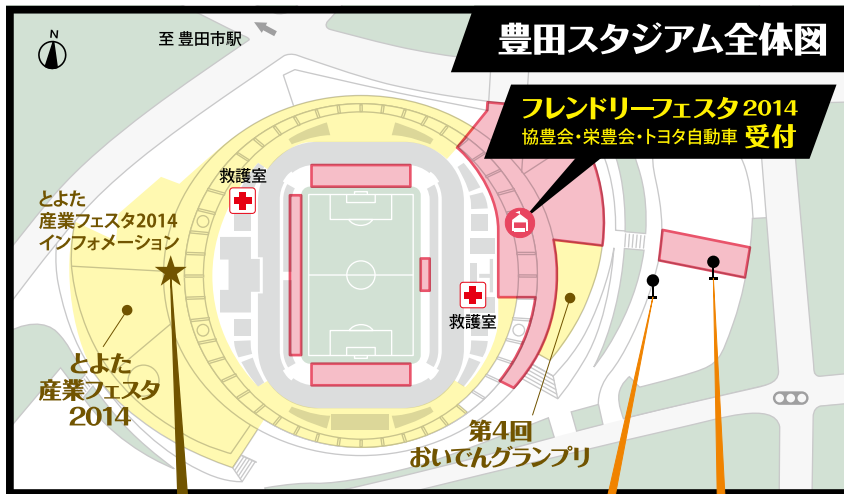 豊田スタジアム全体図
N
至 豊田市駅
フレンドリーフェスタ2014
協豊会・栄豊会・トヨタ自動車 受付
救護室
とよた
産業フェスタ2014
インフォメーション
救護室
とよた
産業フェスタ
2014
第4回
おいでんグランプリ